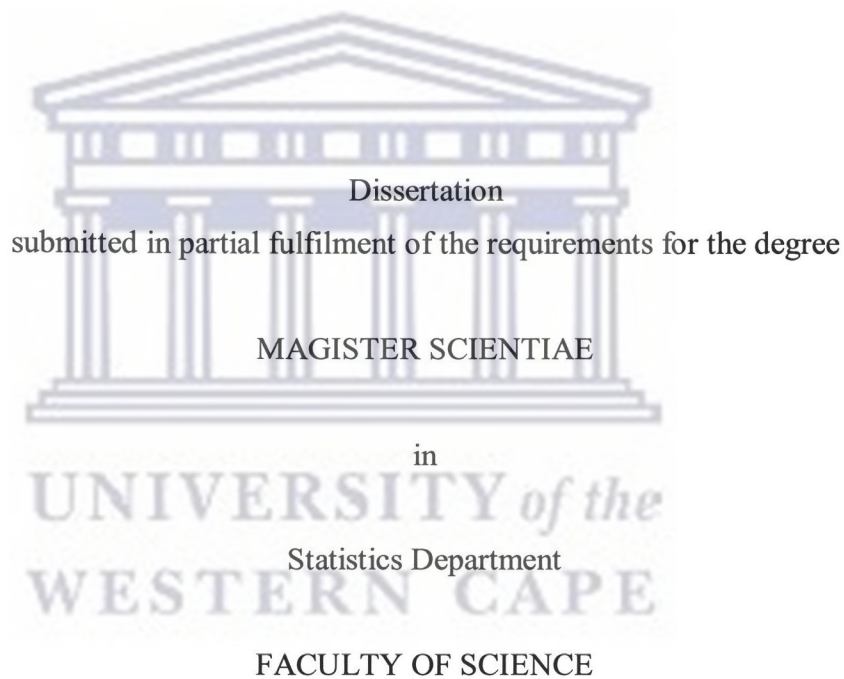 Dissertation
submitted in partial fulfilment of the requirements for the degree
MAGISTER SCIENTIAE
in
UNIVERSITY of the
Statistics Department
WESTERN CAPE
FACULTY OF SCIENCE